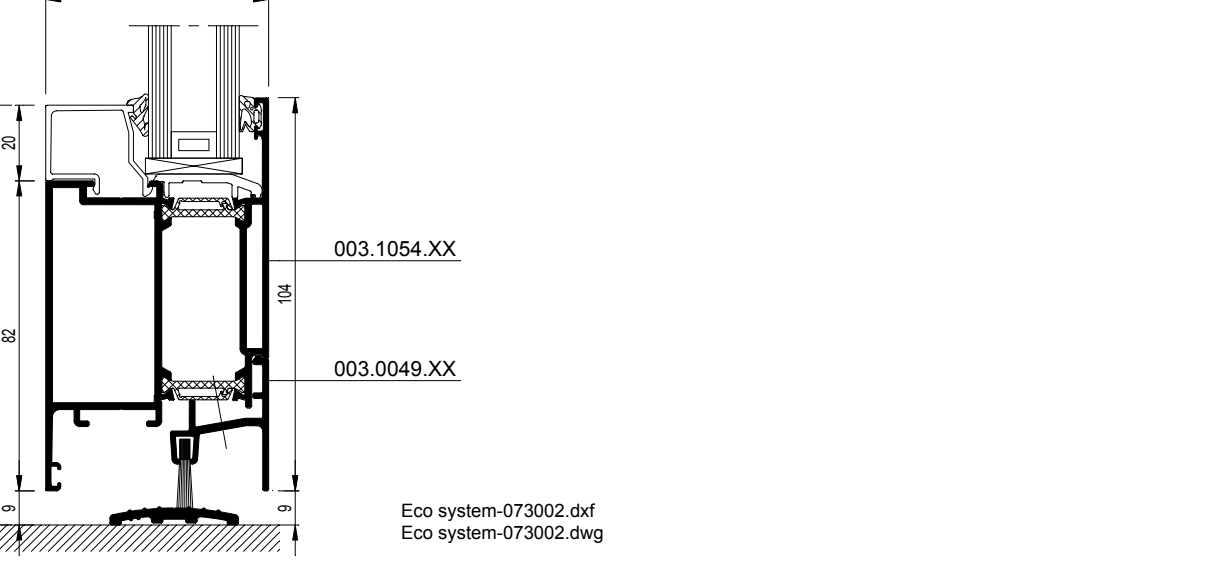 20
003.1054.XX
104
82
003.0049.XX
9
9
Eco system-073002.dxf
Eco system-073002.dwg